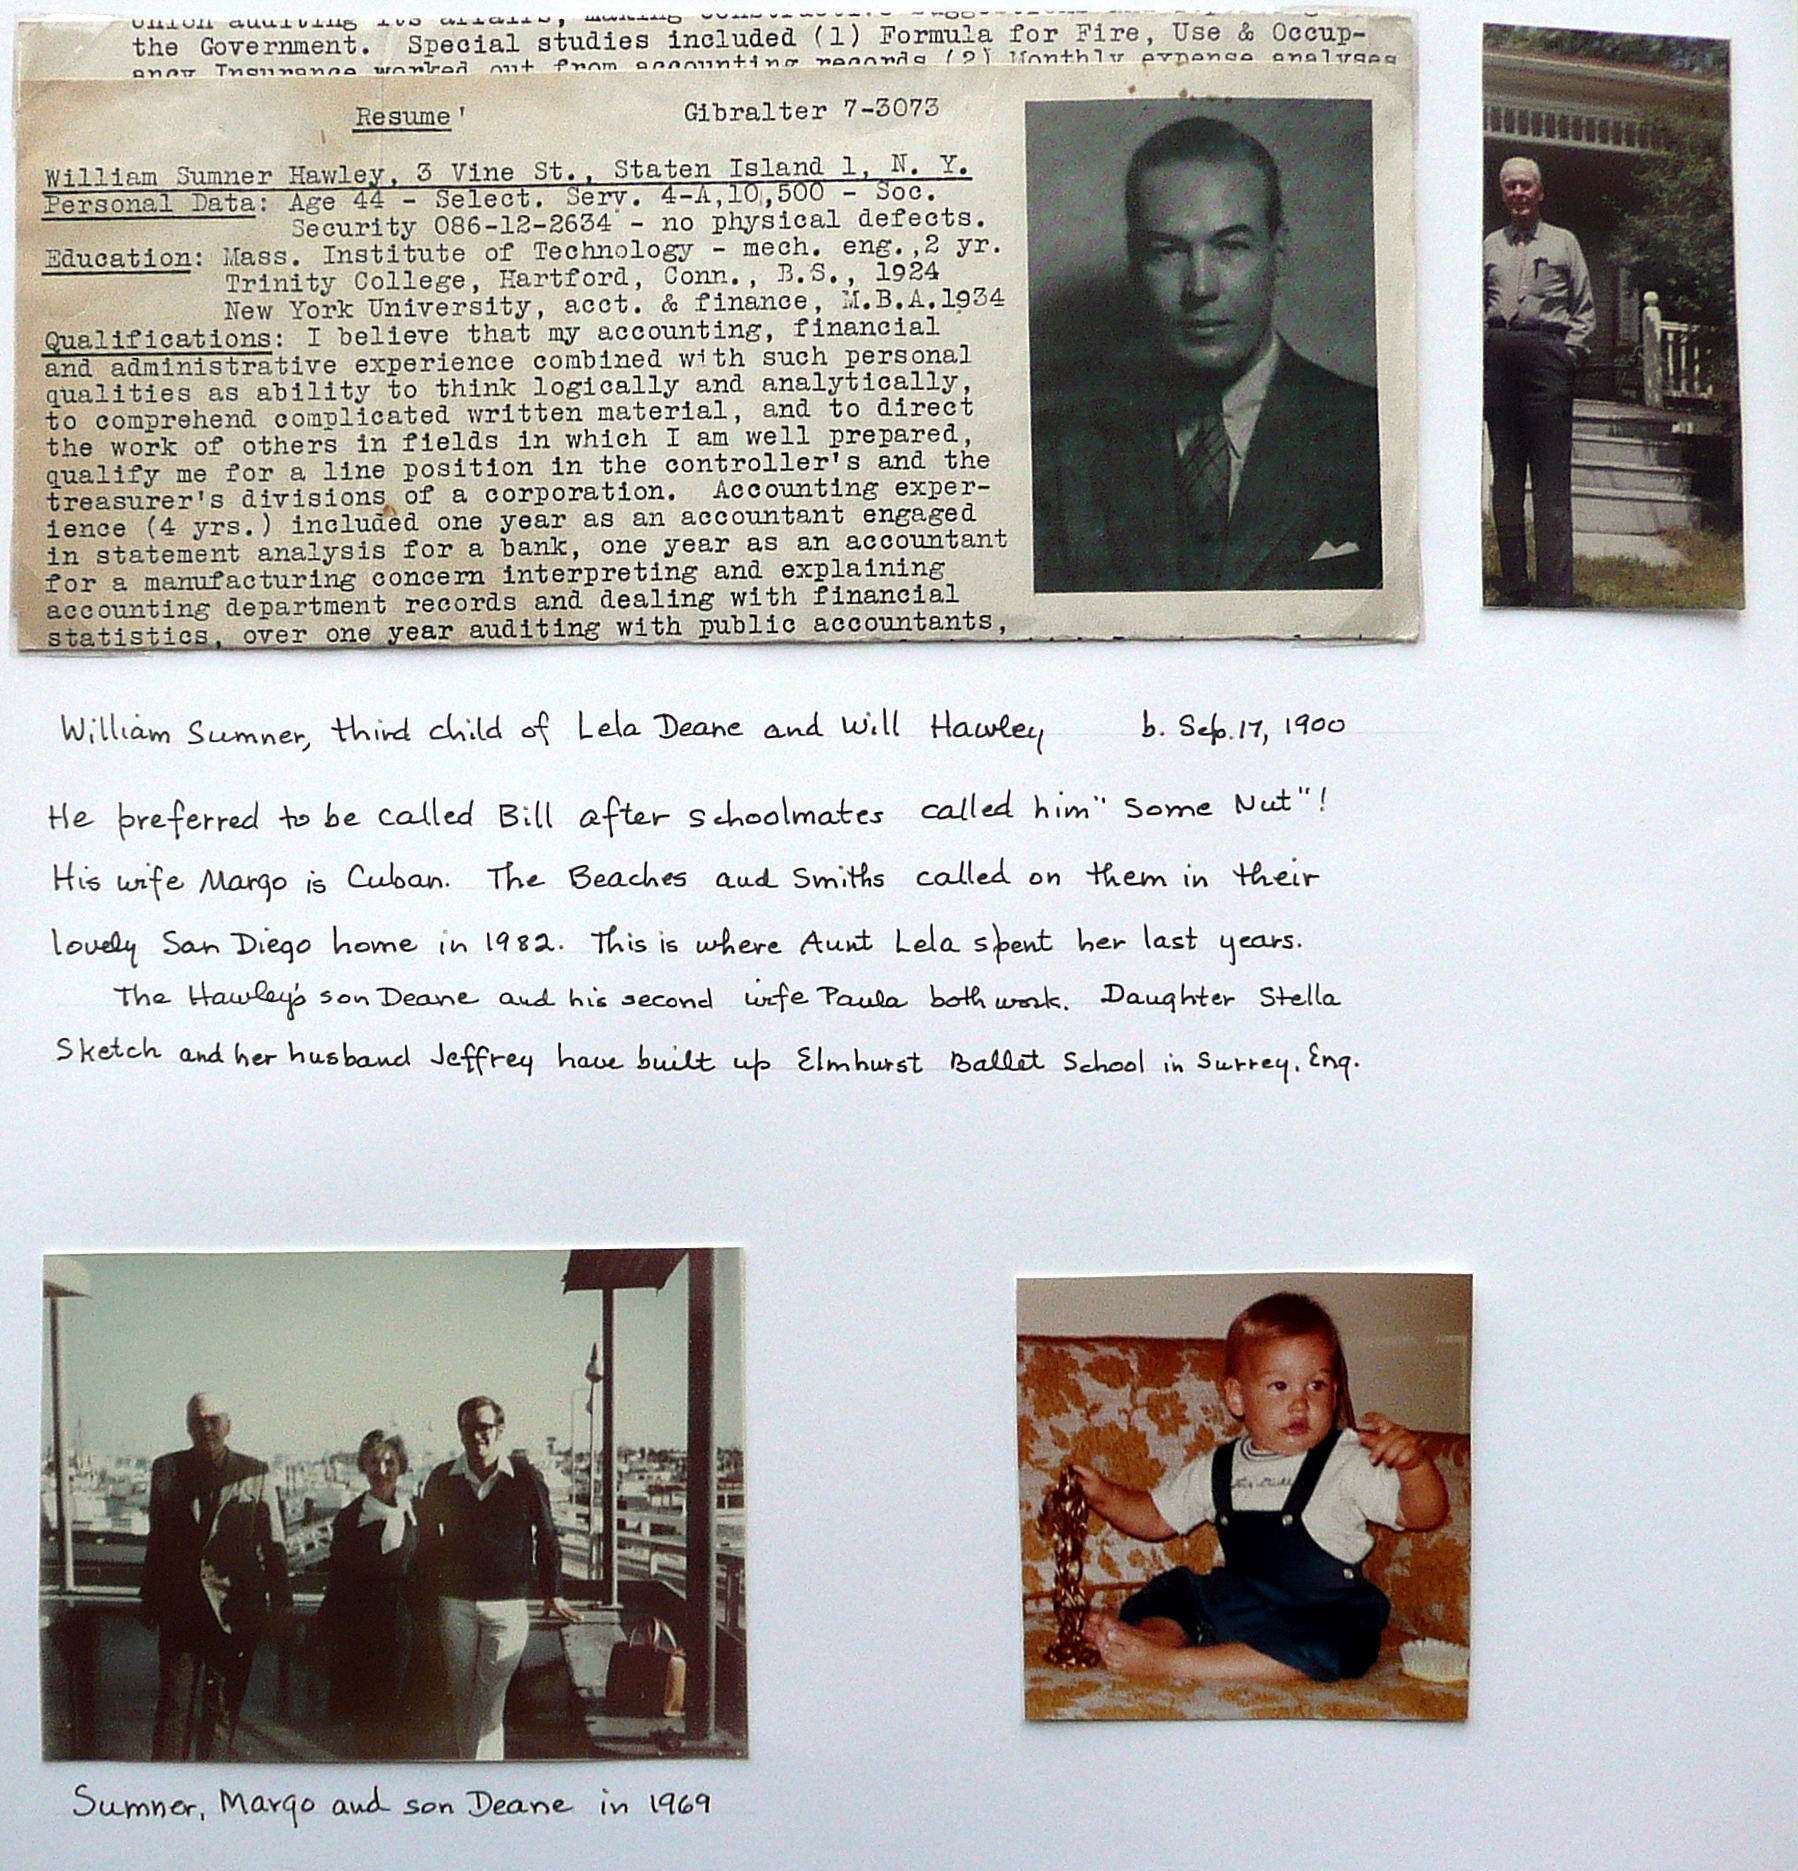 the Government.  Special studies included (1) Formula for Fire, Use & Occup-
ancy Insurance worked out from accounting records (2) Monthly expense analyses
Resume'
Gibralter 7-3073
William Sumner Hawley, 3 Vine St., Staten Island 1, N. Y.
Personal Data: Age 44 - Select. Serv. 4-A,10,500 - Soc.
Security 086-12-2634 - no physical defects.
Education: Mass. Institute of Technology - mech. eng.,2 yr.
Trinity College, Hartford, Conn., B.S., 1924
New York University, acct. & finance, M.B.A.1934
Qualifications: I believe that my accounting, financial
and administrative experience combined with such personal
qualities as ability to think logically and analytically,
to comprehend complicated written material, and to direct
the work of others in fields in which I am well prepared,
qualify me for a line position in the controller's and the
treasurer's divisions of a corporation.  Accounting exper-
ience (4 yrs.) included one year as an accountant engaged
in statement analysis for a bank, one year as an accountant
for a manufacturing concern interpreting and explaining
accounting department records and dealing with financial
statistics, over one year auditing with public accountants,
William Sumner, third child of Lela Deane and Will Hawley b. Sep. 17, 1900
He preferred to be called Bill after schoolmates called him "Some Nut"!
His wife Margo is Cuban. The Beaches and Smiths called on them in their
lovely San Diego home in 1982. This is where Aunt Lela spent her last years.
The Hawley's son Deane and his second wife Paula both work. Daughter Stella
Sketch and her husband Jeffrey have built up Elmhurst Ballet School in Surrey, Eng.
Sumner, Margo and son Deane in 1969